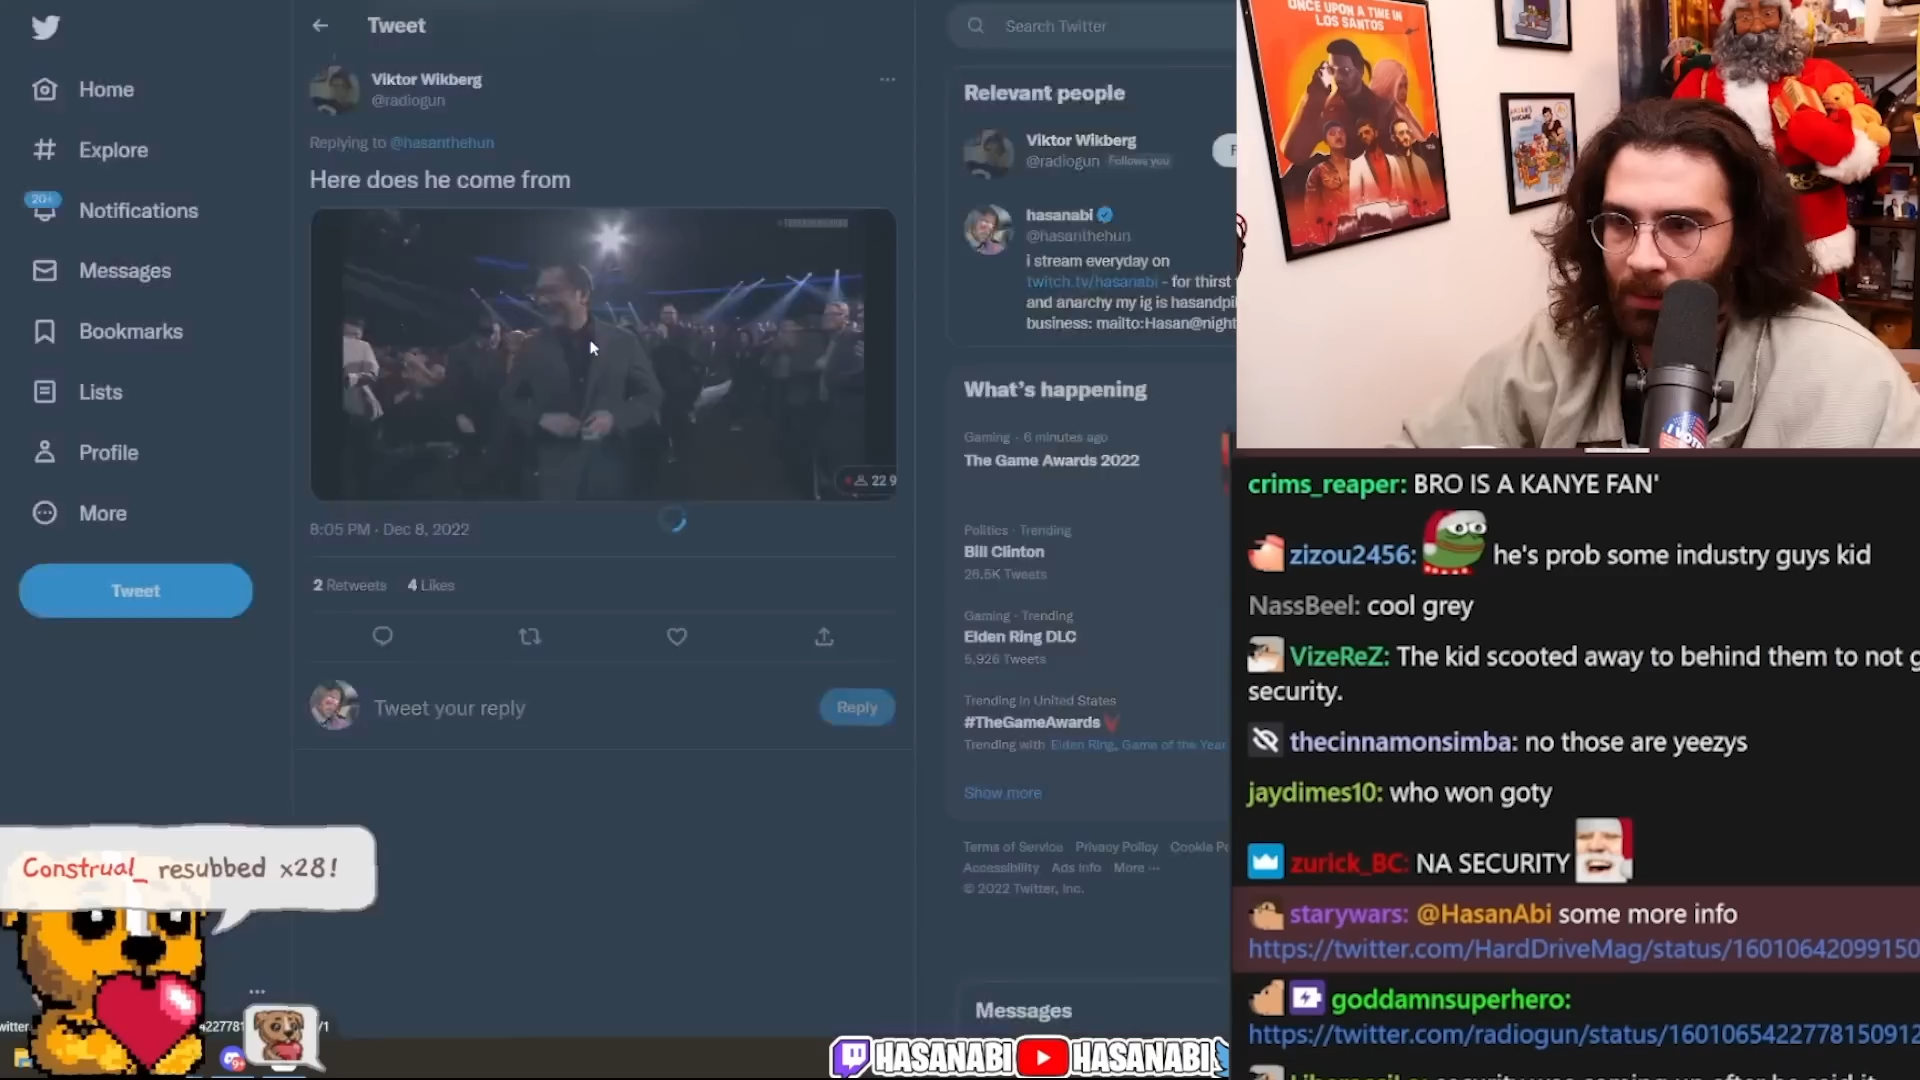 Tweet
Search Twitter
Home
Explore
20+
Notifications
Messages
Bookmarks
Lists
Profile
More
Tweet
Viktor Wikberg
@radiogun
Replying to @hasanthehun
Here does he come from
22 9
8:05 PM · Dec 8, 2022
2 Retweets 4 Likes
Tweet your reply
Reply
Relevant people
Viktor Wikberg
@radiogun Follows you
F
hasanabi
@hasanthehun
i stream everyday on
twitch.tv/hasanabi - for thirst
and anarchy my ig is hasandpi
business: mailto:Hasan@night
What's happening
Gaming · 6 minutes ago
The Game Awards 2022
Politics · Trending
Bill Clinton
26.5K Tweets
Gaming · Trending
Elden Ring DLC
5,926 Tweets
Trending in United States
#TheGameAwards
Trending with Elden Ring, Game of the Year
Show more
Terms of Service Privacy Policy Cookie Po
Accessibility Ads info More ···
© 2022 Twitter, Inc.
Messages
Construal_ resubbed x28!
HASANABI HASANABI
ONCE UPON A TIME IN
LOS SANTOS
I VOTED
crims_reaper: BRO IS A KANYE FAN'
zizou2456: he's prob some industry guys kid
NassBeel: cool grey
VizeReZ: The kid scooted away to behind them to not g
security.
thecinnamonsimba: no those are yeezys
jaydimes10: who won goty
zurick_BC: NA SECURITY
starywars: @HasanAbi some more info
https://twitter.com/HardDriveMag/status/16010642099150
goddamnsuperhero:
https://twitter.com/radiogun/status/1601065422778150912